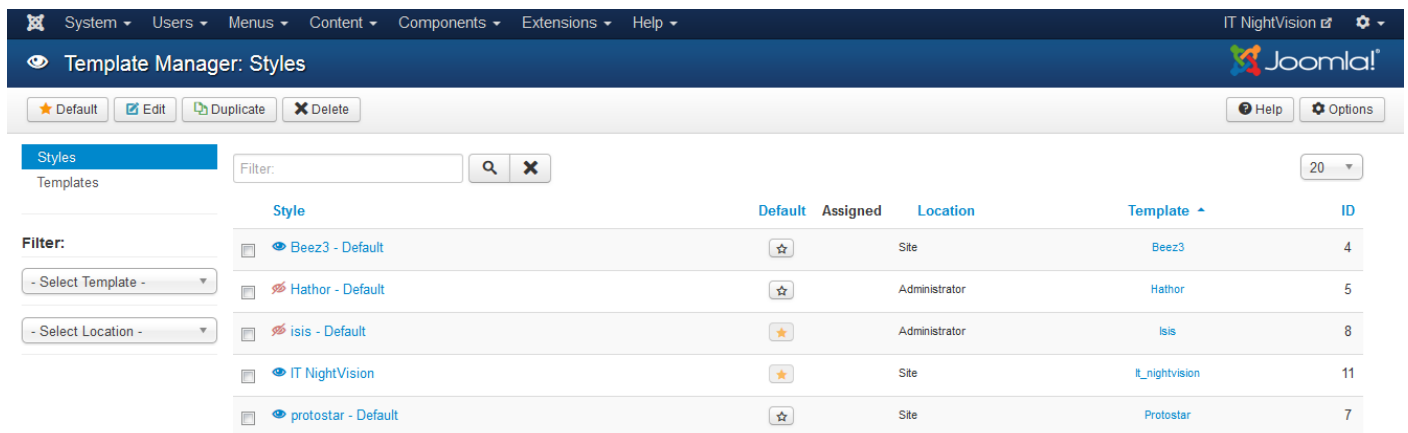 System Users Menus Content Components Extensions Help IT NightVision
Template Manager: Styles Joomla!®
Default Edit Duplicate Delete Help Options
Styles
Templates
Filter: 20
Style Default Assigned Location Template ID
Filter:
Beez3 - Default Site Beez3 4
- Select Template -
Hathor - Default Administrator Hathor 5
- Select Location -
isis - Default Administrator Isis 8
IT NightVision Site It_nightvision 11
protostar - Default Site Protostar 7